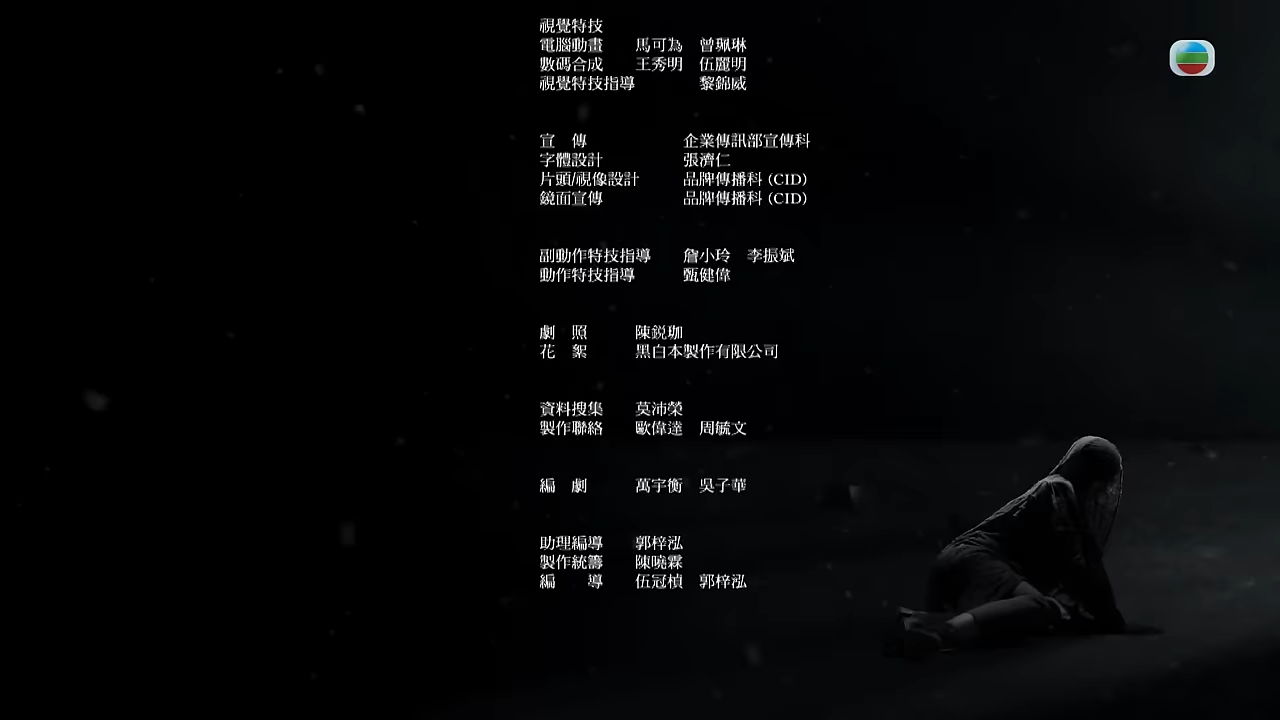 視覺特技
電腦動畫 馬可為 曾珮琳
數碼合成 王秀明 伍麗明
視覺特技指導 黎錦威
宣 傳 企業傳訊部宣傳科
字體設計 張濟仁
片頭/視像設計 品牌傳播科 (CID)
鏡面宣傳 品牌傳播科 (CID)
副動作特技指導 詹小玲 李振斌
動作特技指導 甄健偉
劇 照 陳鋭珈
花 絮 黑白本製作有限公司
資料搜集 莫沛榮
製作聯絡 歐偉達 周毓文
編 劇 萬宇衡 吳子華
助理編導 郭梓泓
製作統籌 陳曉霖
編 導 伍冠楨 郭梓泓